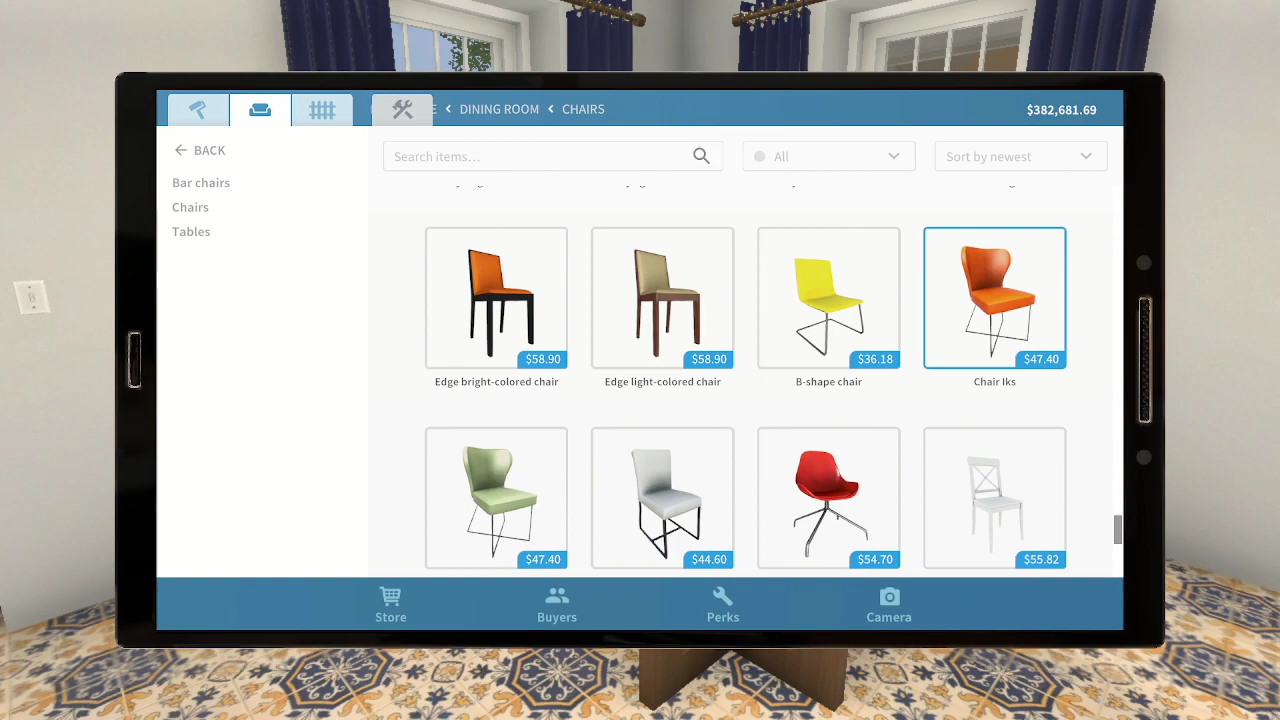 E < DINING ROOM < CHAIRS
$382,681.69
BACK
Search items...
All
Sort by newest
Bar chairs
Chairs
Tables
$58.90
$58.90
$36.18
$47.40
Edge bright-colored chair
Edge light-colored chair
B-shape chair
Chair Iks
$47.40
$44.60
$54.70
$55.82
Store
Buyers
Perks
Camera